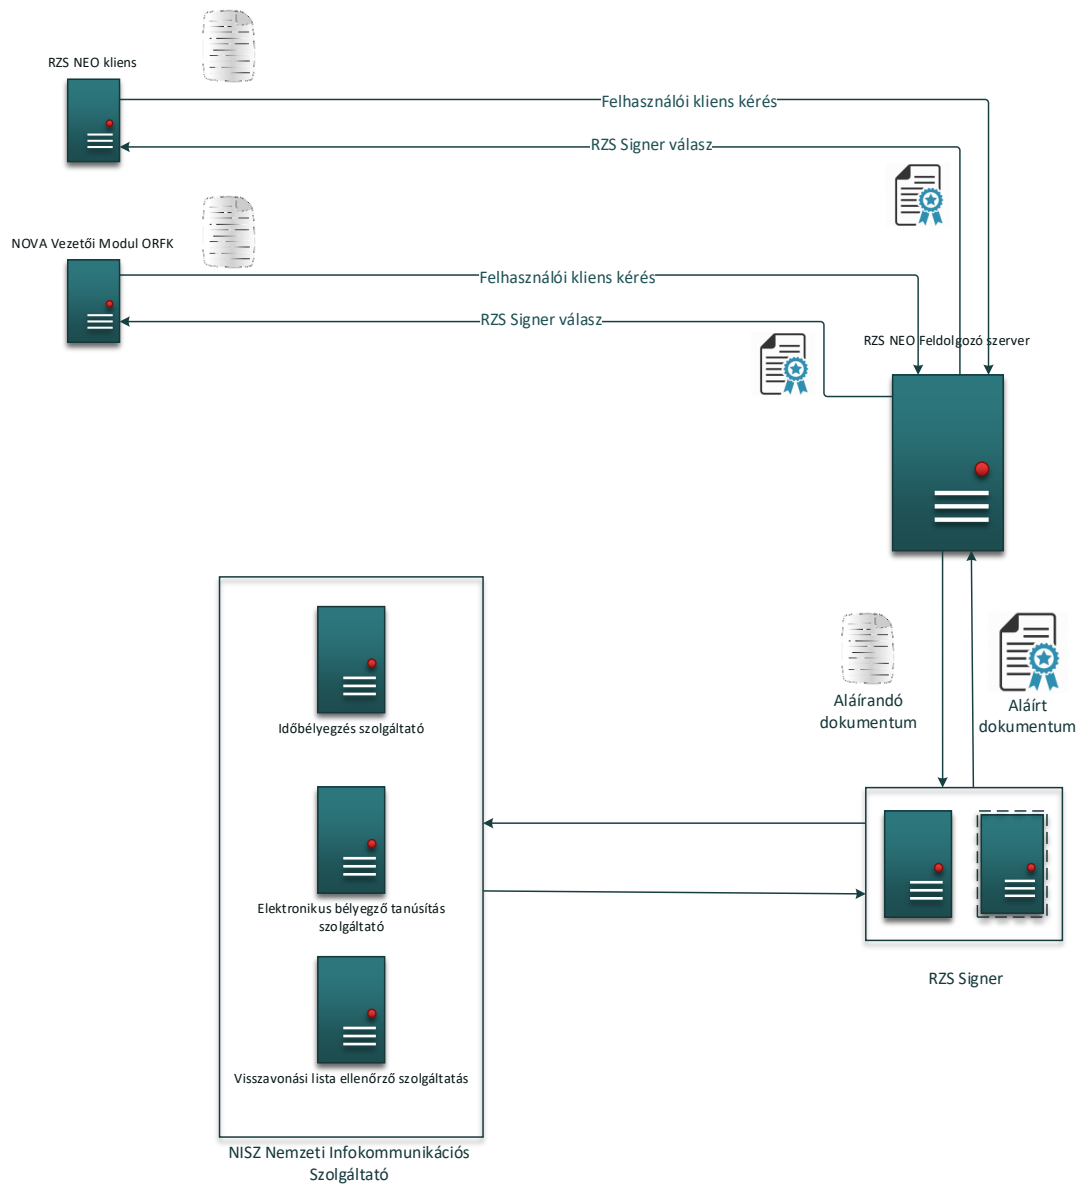 RZS NEO kliens
Felhasználói kliens kérés
RZS Signer válasz
NOVA Vezetői Modul ORFK
Felhasználói kliens kérés
RZS Signer válasz
RZS NEO Feldolgozó szerver
Aláírandó
dokumentum
Aláírt
dokumentum
Időbélyegzés szolgáltató
Elektronikus bélyegző tanúsítás
szolgáltató
RZS Signer
Visszavonási lista ellenőrző szolgáltatás
NISZ Nemzeti Infokommunikációs
Szolgáltató